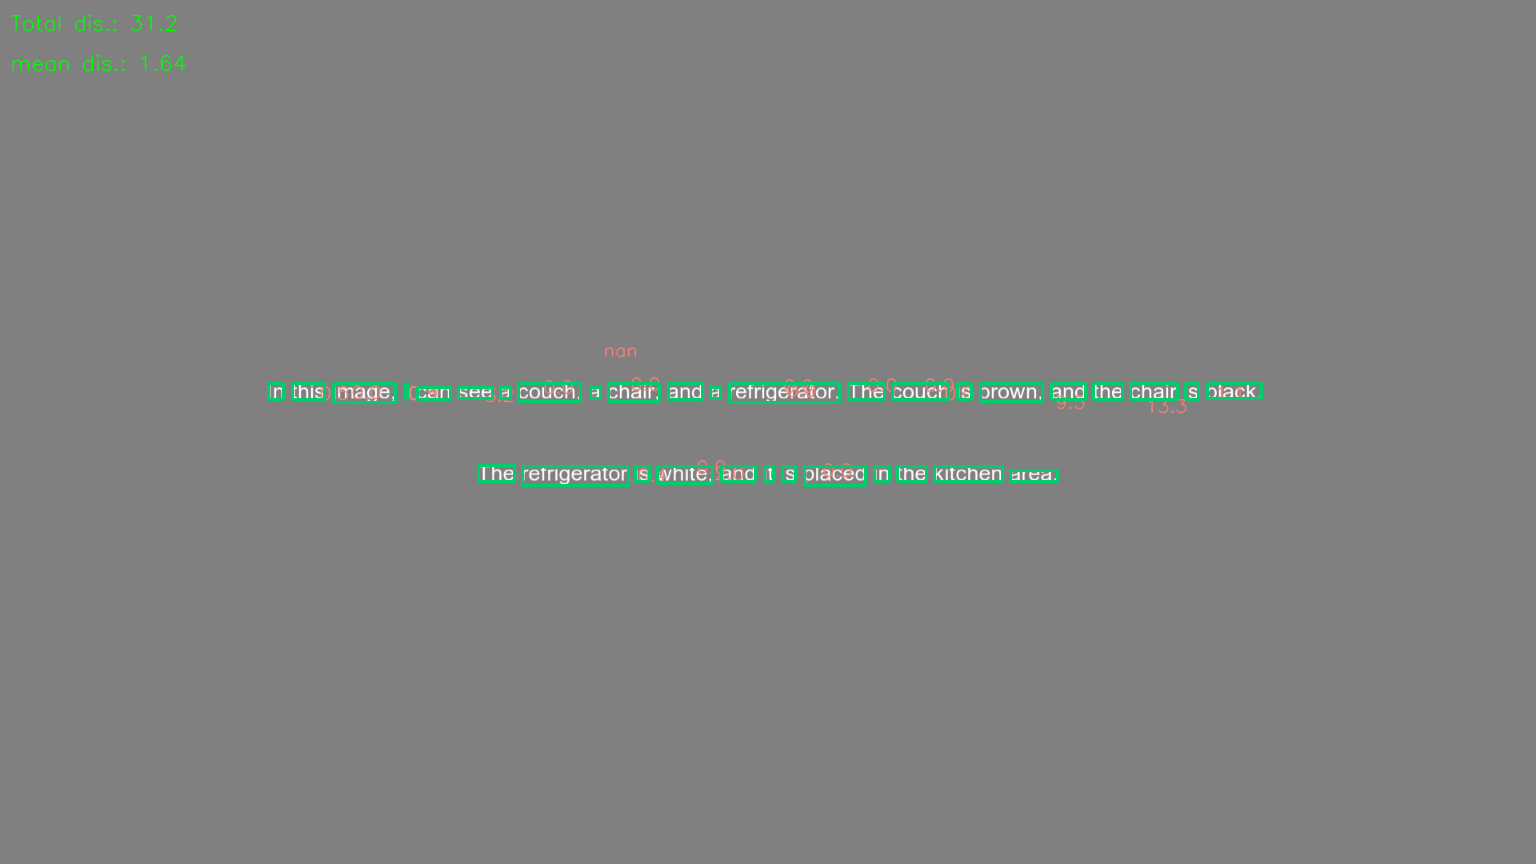 Total dis.: 31.2
mean dis.: 1.64
nan
In this image, I can see a couch, a chair, and a refrigerator. The couch is brown, and the chair is black.
9.5 13.3
The refrigerator is white, and it is placed in the kitchen area.